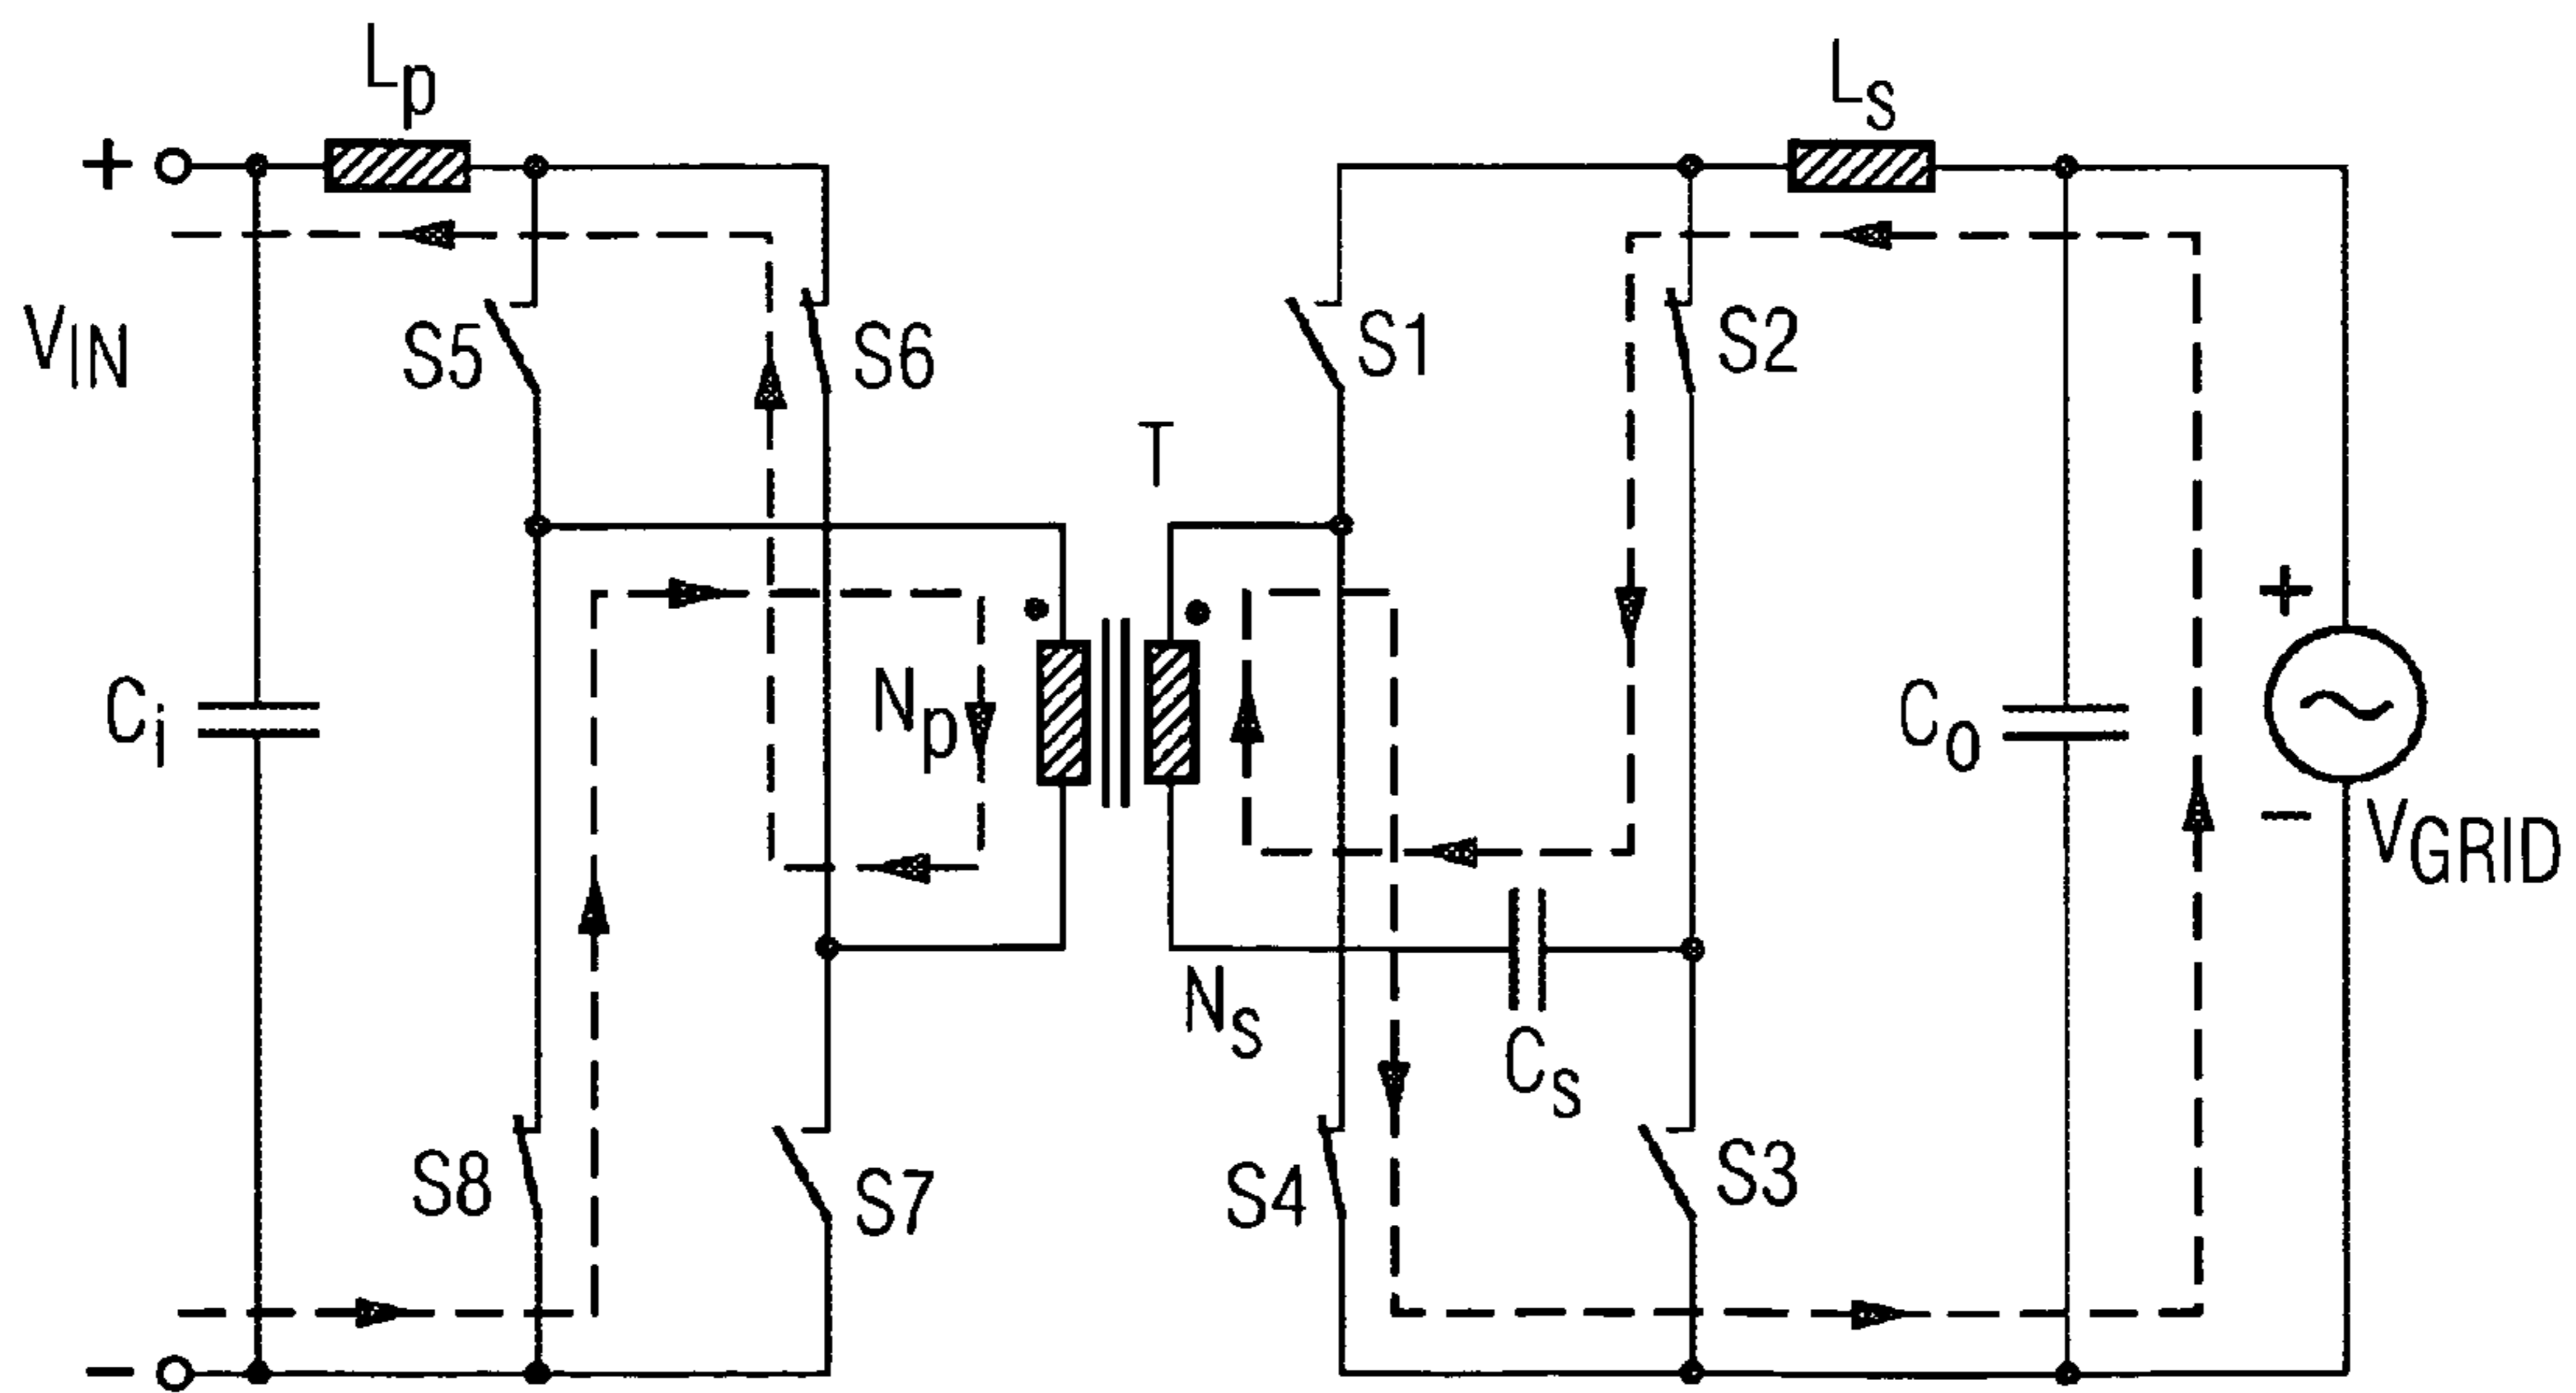 Lp
Ls
+
VIN
S5
S6
S1
S2
T
+
Ci
Np
Co
−
VGRID
Ns
Cs
S8
S7
S4
S3
−